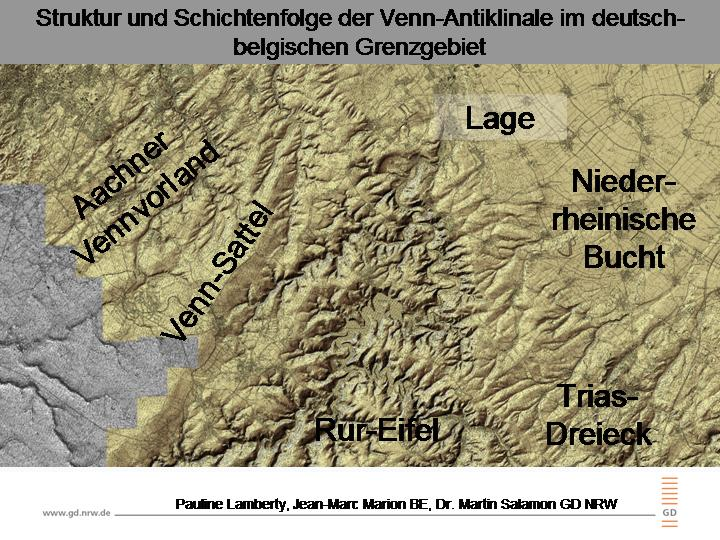 Struktur und Schichtenfolge der Venn-Antiklinale im deutsch-
belgischen Grenzgebiet
Lage
Aachner
Vennvorland
Nieder-
rheinische
Bucht
Venn-Sattel
Trias-
Dreieck
Rur-Eifel
Pauline Lamberty, Jean-Marc Marion BE, Dr. Martin Salamon GD NRW
www.gd.nrw.de
GD